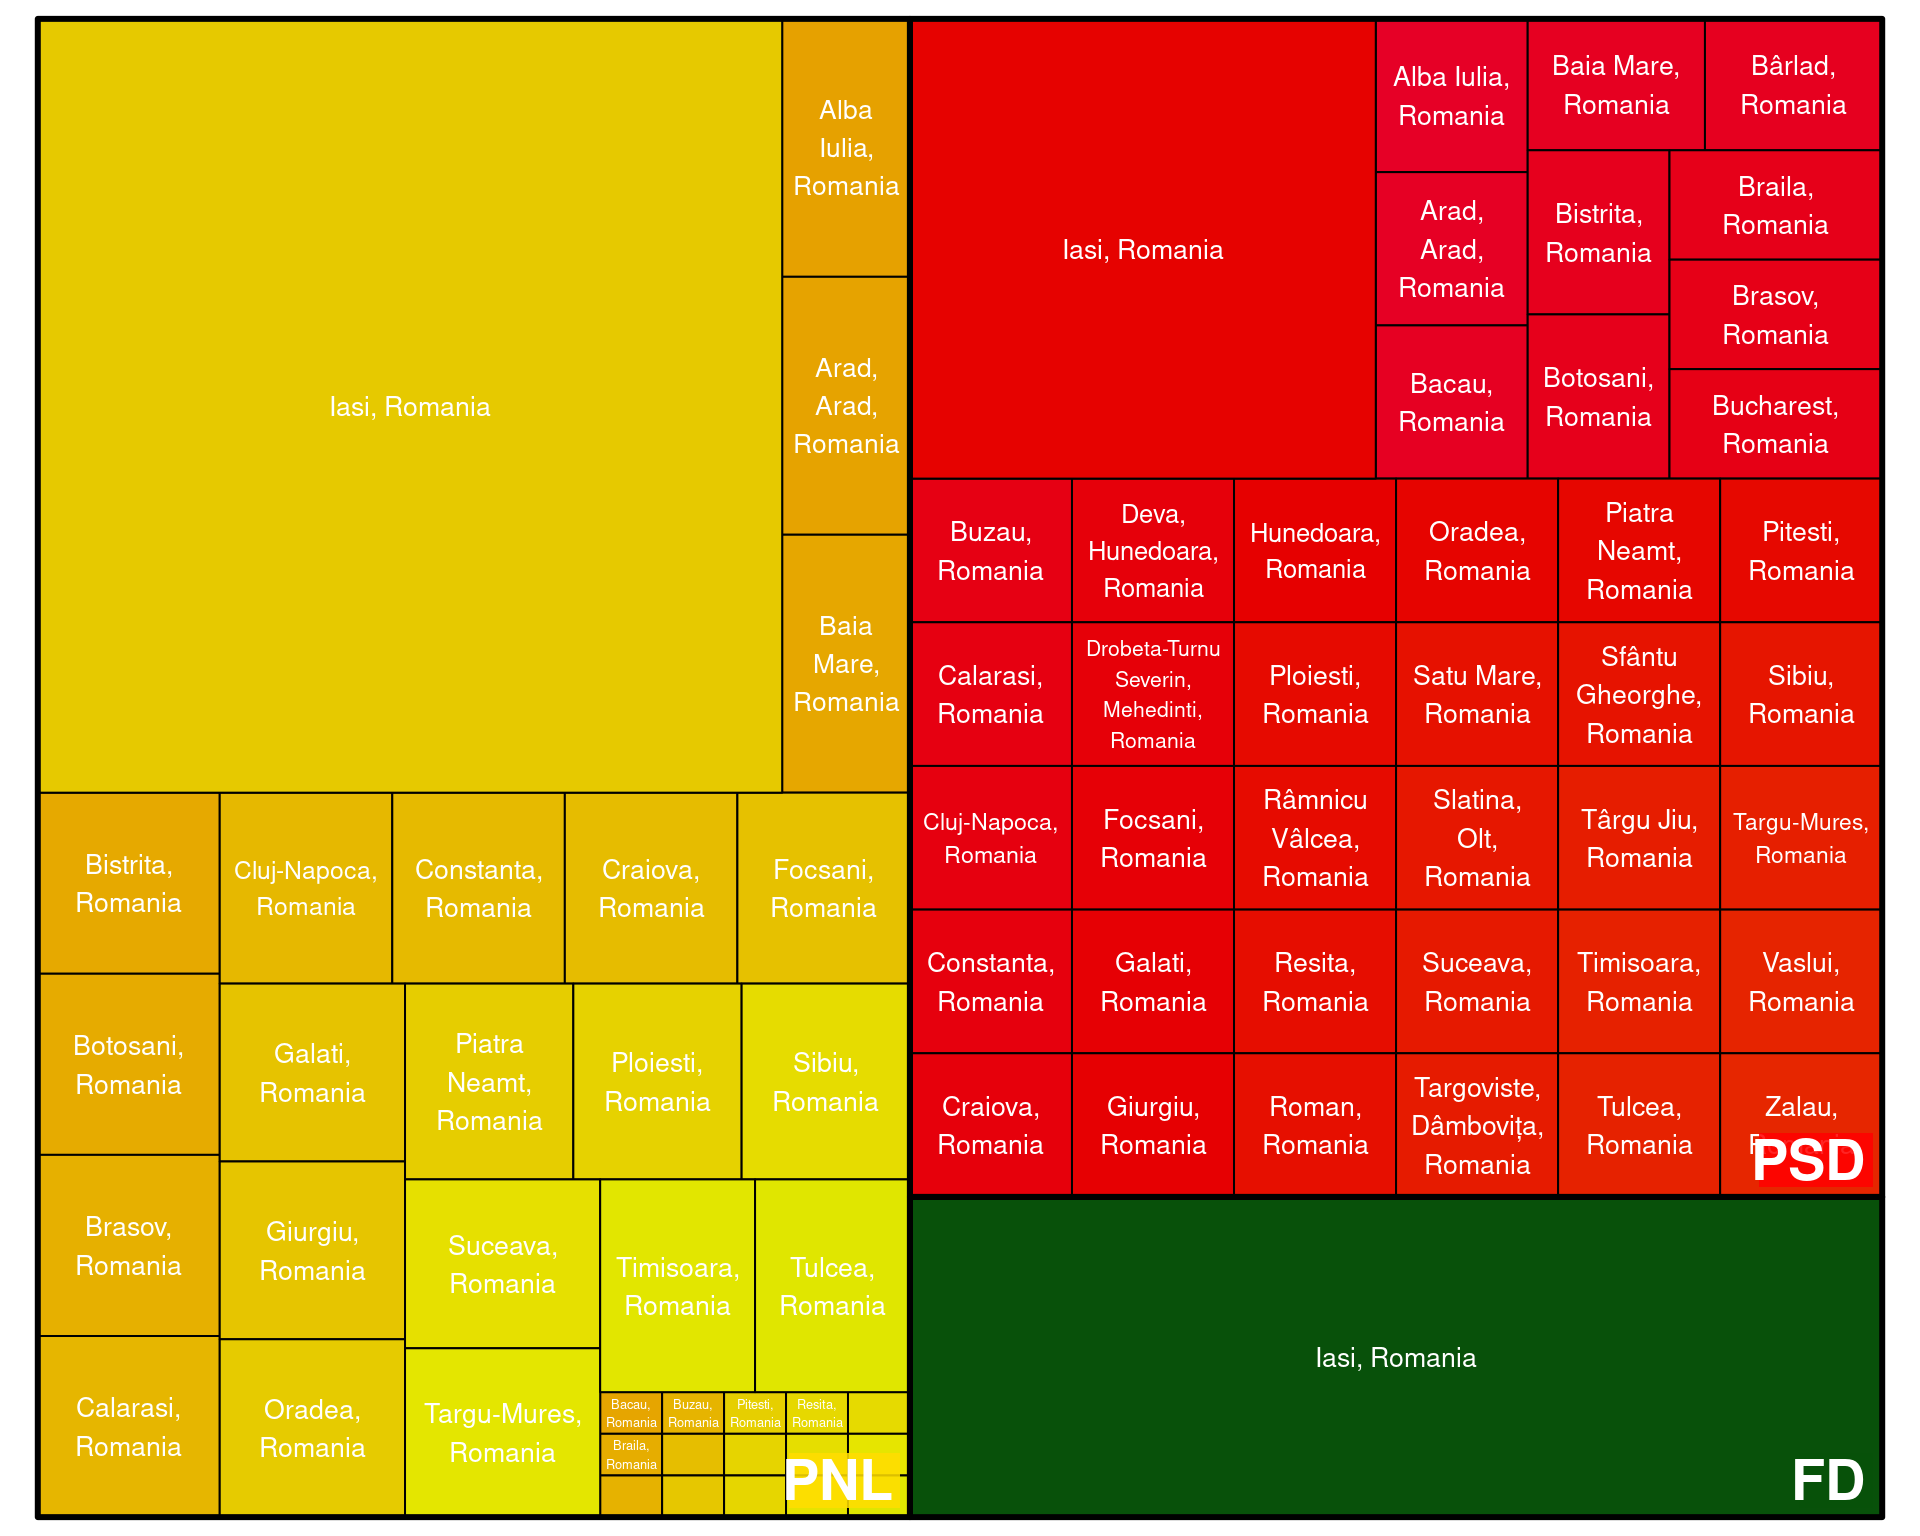 Iasi, Romania
Alba
Iulia,
Romania
Arad,
Arad,
Romania
Baia
Mare,
Romania
Bistrita,
Romania
Botosani,
Romania
Brasov,
Romania
Calarasi,
Romania
Cluj-Napoca,
Romania
Constanta,
Romania
Craiova,
Romania
Focsani,
Romania
Galati,
Romania
Giurgiu,
Romania
Oradea,
Romania
Piatra
Neamt,
Romania
Ploiesti,
Romania
Sibiu,
Romania
Suceava,
Romania
Targu-Mures,
Romania
Timisoara,
Romania
Tulcea,
Romania
Bacau,
Romania
Braila,
Romania
Buzau,
Romania
Pitesti,
Romania
Resita,
Romania
PNL
Iasi, Romania
Alba Iulia,
Romania
Arad,
Arad,
Romania
Bacau,
Romania
Baia Mare,
Romania
Bârlad,
Romania
Bistrita,
Romania
Botosani,
Romania
Braila,
Romania
Brasov,
Romania
Bucharest,
Romania
Buzau,
Romania
Calarasi,
Romania
Cluj-Napoca,
Romania
Constanta,
Romania
Craiova,
Romania
Deva,
Hunedoara,
Romania
Drobeta-Turnu
Severin,
Mehedinti,
Romania
Focsani,
Romania
Galati,
Romania
Giurgiu,
Romania
Hunedoara,
Romania
Ploiesti,
Romania
Râmnicu
Vâlcea,
Romania
Resita,
Romania
Roman,
Romania
Oradea,
Romania
Satu Mare,
Romania
Slatina,
Olt,
Romania
Suceava,
Romania
Targoviste,
Dâmbovița,
Romania
Piatra
Neamt,
Romania
Sfântu
Gheorghe,
Romania
Târgu Jiu,
Romania
Timisoara,
Romania
Tulcea,
Romania
Pitesti,
Romania
Sibiu,
Romania
Targu-Mures,
Romania
Vaslui,
Romania
Zalau,
PSD
Iasi, Romania
FD